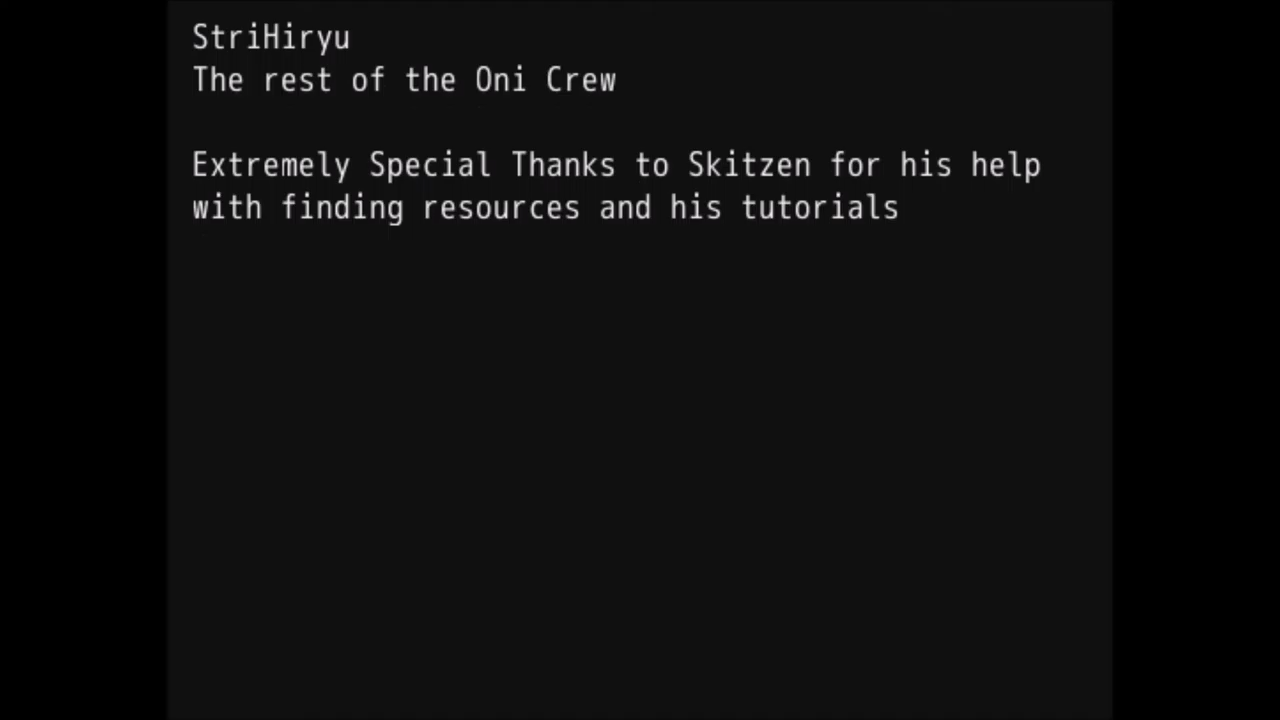 StriHiryu
The rest of the Oni Crew
Extremely Special Thanks to Skitzen for his help
with finding resources and his tutorials